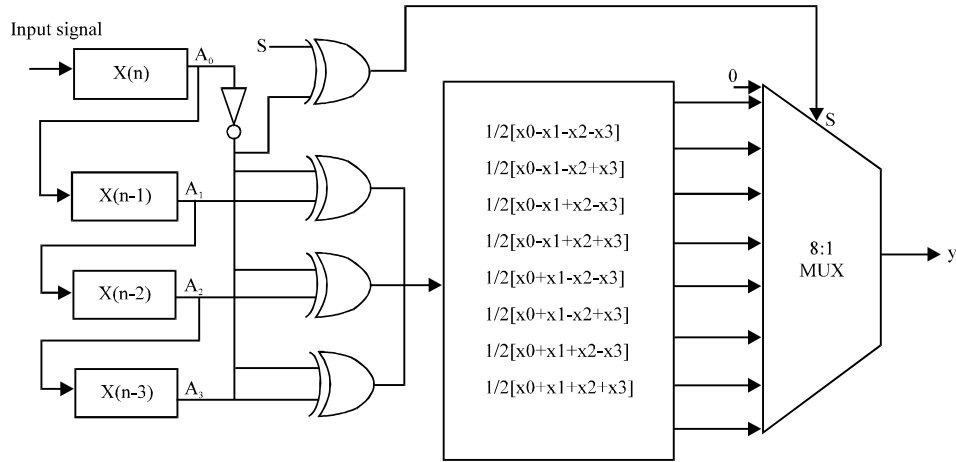 Input signal
X(n)
A₀
S
0
S
X(n-1)
A₁
X(n-2)
A₂
X(n-3)
A₃
1/2[x0-x1-x2-x3]
1/2[x0-x1-x2+x3]
1/2[x0-x1+x2-x3]
1/2[x0-x1+x2+x3]
1/2[x0+x1-x2-x3]
1/2[x0+x1-x2+x3]
1/2[x0+x1+x2-x3]
1/2[x0+x1+x2+x3]
8:1
MUX
y